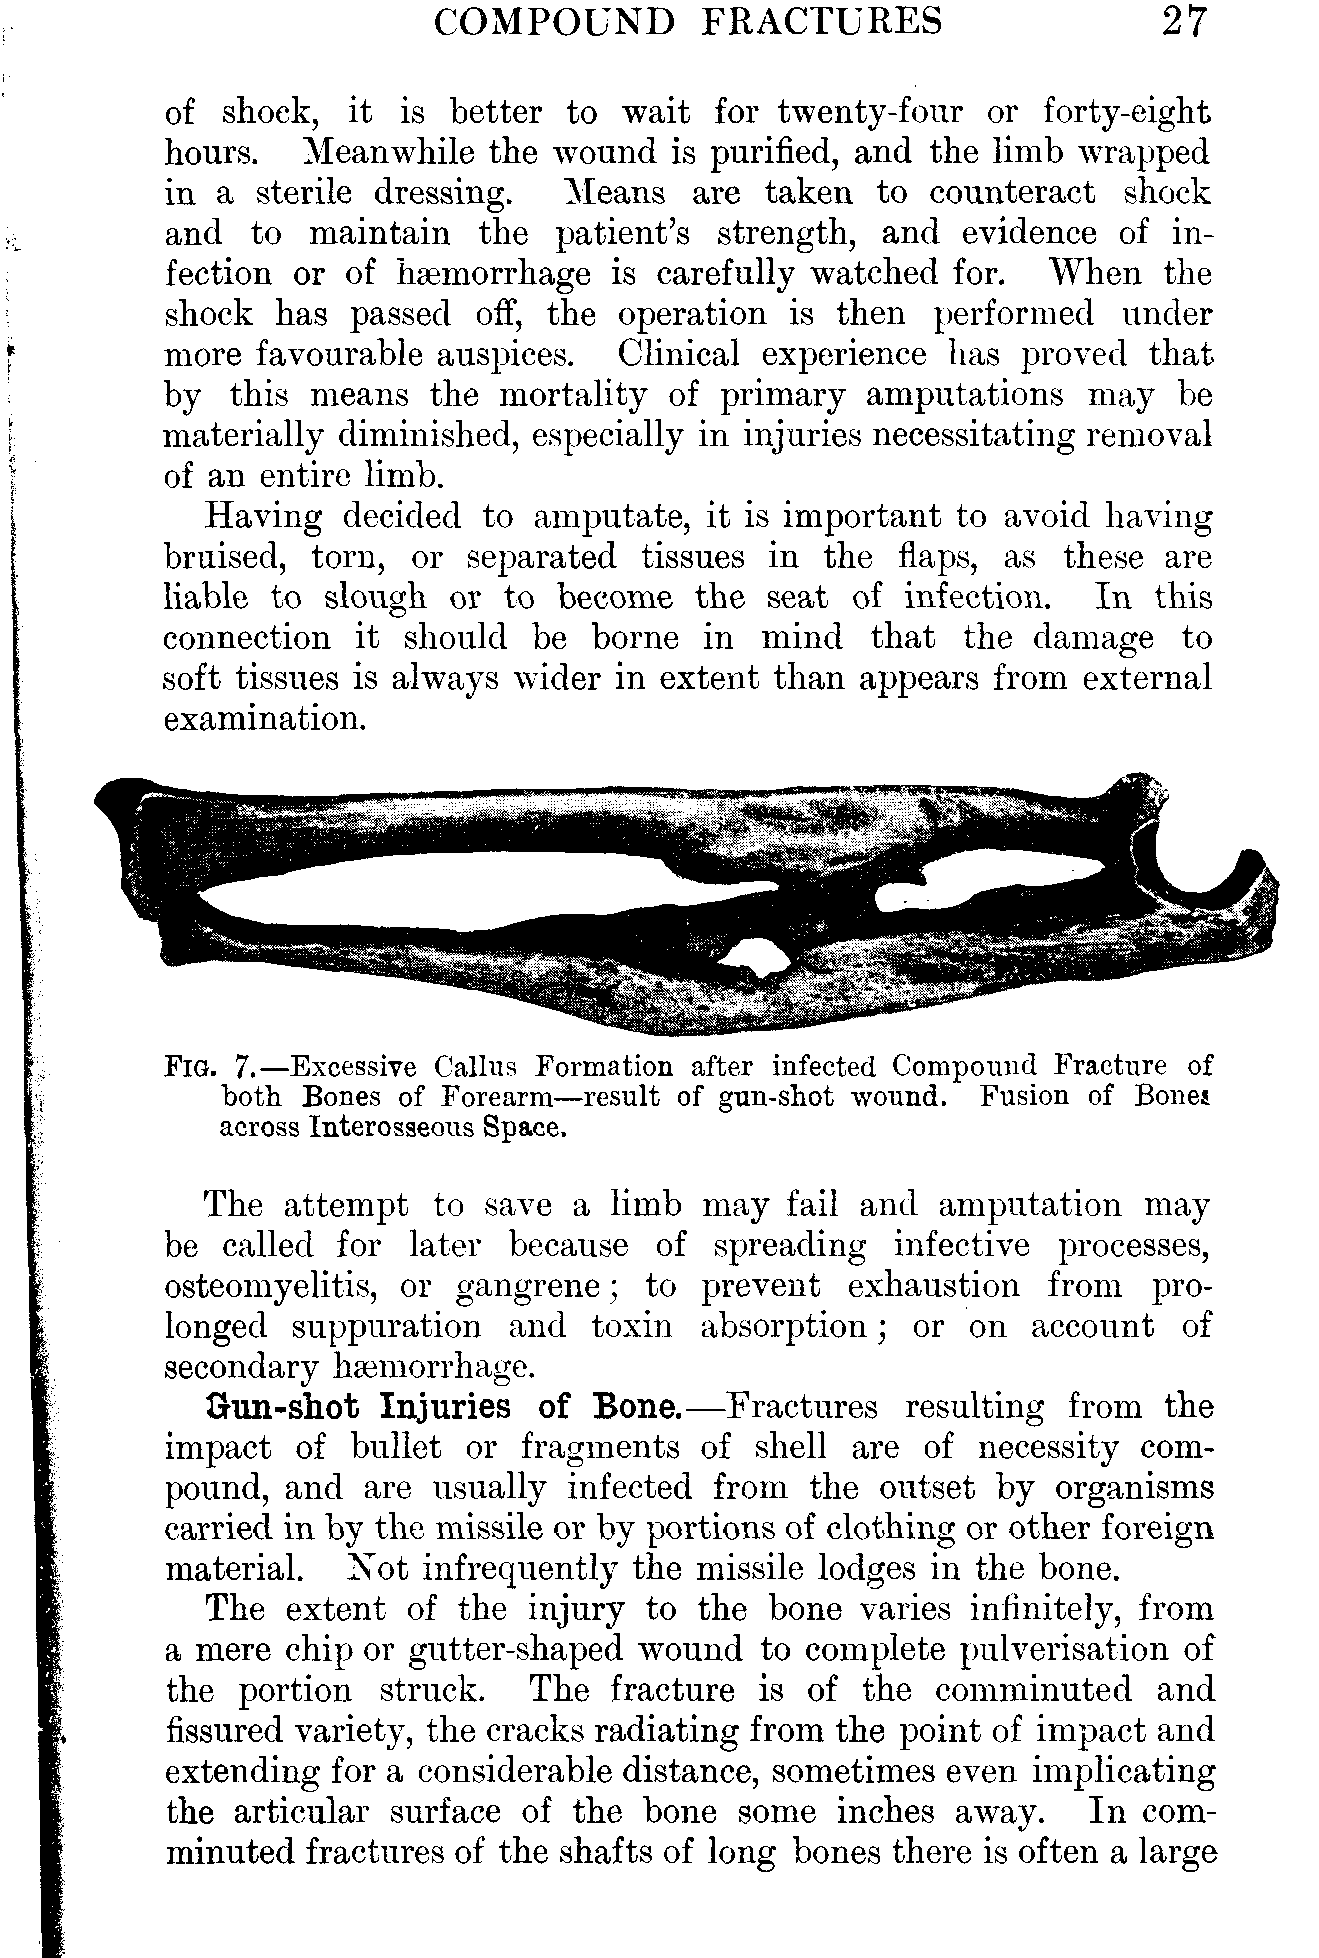 COMPOUND FRACTURES 27
of shock, it is better to wait for twenty-four or forty-eight
hours. Meanwhile the wound is purified, and the limb wrapped
in a sterile dressing. Means are taken to counteract shock
and to maintain the patient's strength, and evidence of in-
fection or of hæmorrhage is carefully watched for. When the
shock has passed off, the operation is then performed under
more favourable auspices. Clinical experience has proved that
by this means the mortality of primary amputations may be
materially diminished, especially in injuries necessitating removal
of an entire limb.
Having decided to amputate, it is important to avoid having
bruised, torn, or separated tissues in the flaps, as these are
liable to slough or to become the seat of infection. In this
connection it should be borne in mind that the damage to
soft tissues is always wider in extent than appears from external
examination.
FIG. 7.—Excessive Callus Formation after infected Compound Fracture of
both Bones of Forearm—result of gun-shot wound. Fusion of Bones
across Interosseous Space.
The attempt to save a limb may fail and amputation may
be called for later because of spreading infective processes,
osteomyelitis, or gangrene; to prevent exhaustion from pro-
longed suppuration and toxin absorption; or on account of
secondary hæmorrhage.
Gun-shot Injuries of Bone.—Fractures resulting from the
impact of bullet or fragments of shell are of necessity com-
pound, and are usually infected from the outset by organisms
carried in by the missile or by portions of clothing or other foreign
material. Not infrequently the missile lodges in the bone.
The extent of the injury to the bone varies infinitely, from
a mere chip or gutter-shaped wound to complete pulverisation of
the portion struck. The fracture is of the comminuted and
fissured variety, the cracks radiating from the point of impact and
extending for a considerable distance, sometimes even implicating
the articular surface of the bone some inches away. In com-
minuted fractures of the shafts of long bones there is often a large